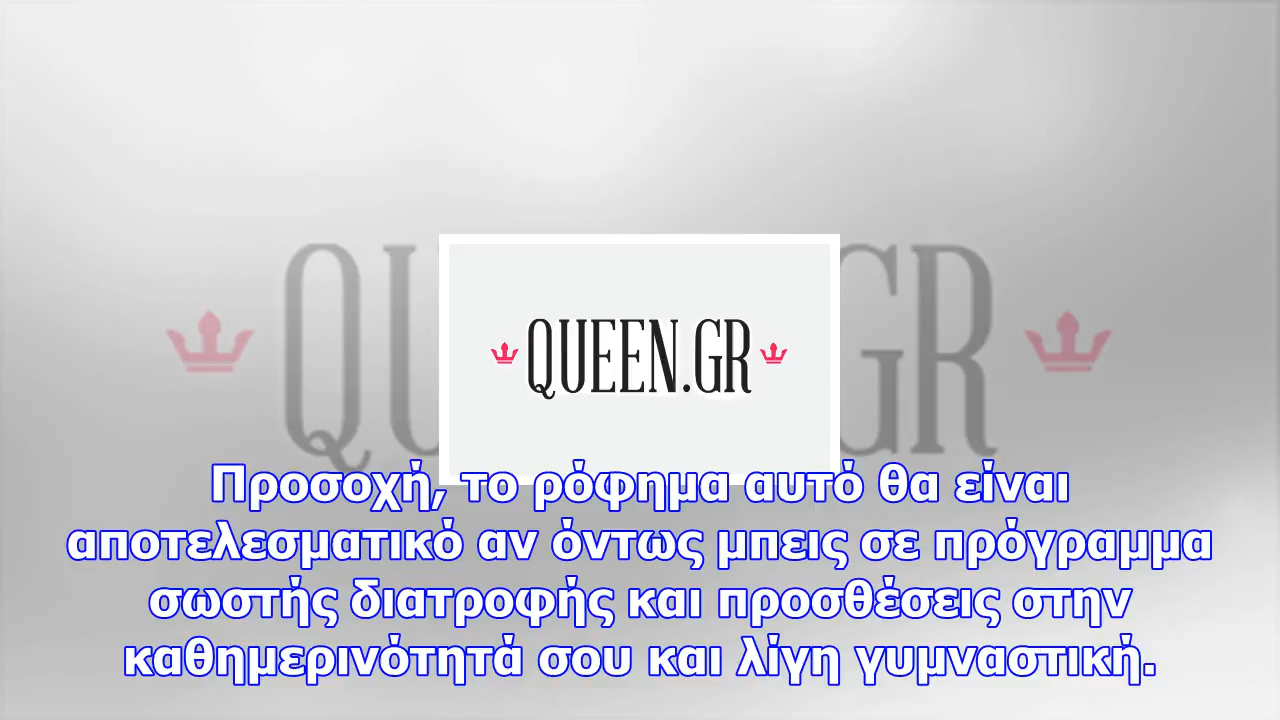 QUEEN.GR
Προσοχή, το ρόφημα αυτό θα είναι
αποτελεσματικό αν όντως μπεις σε πρόγραμμα
σωστής διατροφής και προσθέσεις στην
καθημερινότητά σου και λίγη γυμναστική.